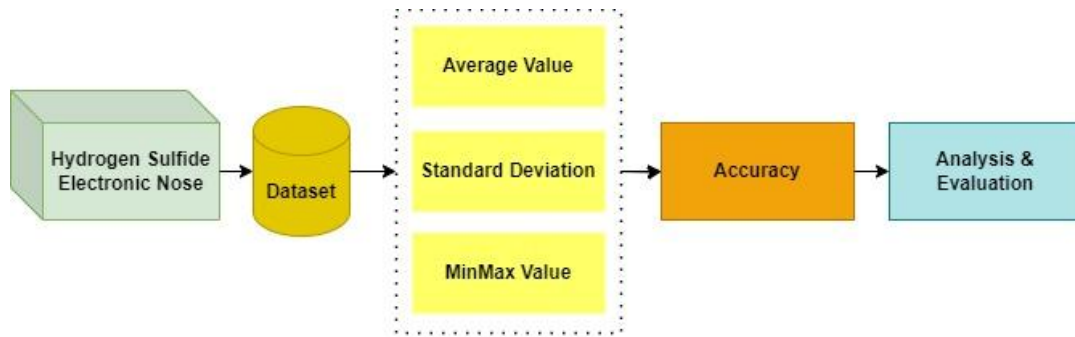 Hydrogen Sulfide
Electronic Nose
Dataset
Average Value
Standard Deviation
MinMax Value
Accuracy
Analysis &
Evaluation